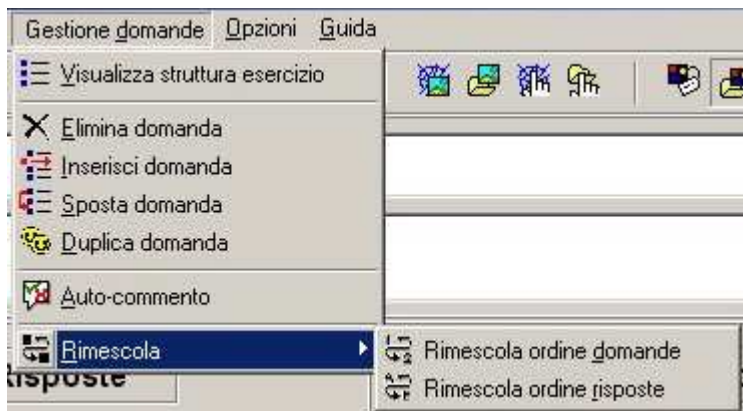 Gestione domande Opzioni Guida
Visualizza struttura esercizio
Elimina domanda
Inserisci domanda
Sposta domanda
Duplica domanda
Auto-commento
Rimescola
Rimescola ordine domande
Rimescola ordine risposte
Risposte